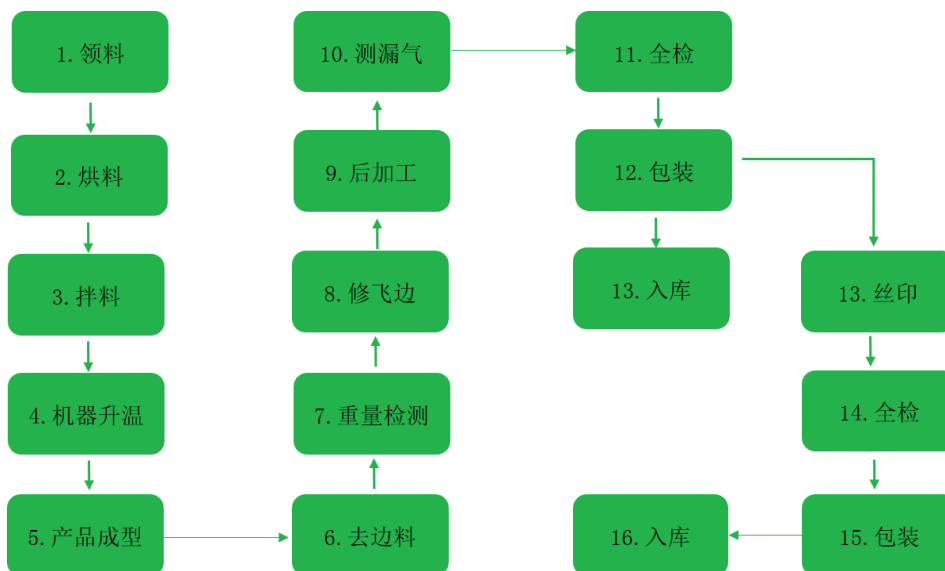 1.领料
2.烘料
3.拌料
4.机器升温
5.产品成型
6.去边料
7.重量检测
8.修飞边
9.后加工
10.测漏气
11.全检
12.包装
13.入库
13.丝印
14.全检
15.包装
16.入库